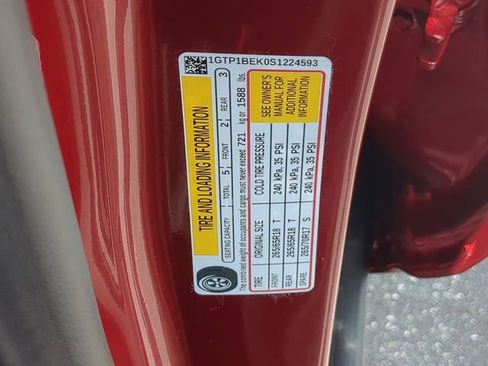 1GTP1BEK0S1224593
TIRE AND LOADING INFORMATION
SEATING CAPACITY TOTAL 5 FRONT 2 REAR 3
The combined weight of occupants and cargo must never exceed 721 kg or 1588 lbs.
TIRE ORIGINAL SIZE COLD TIRE PRESSURE
FRONT 265/65R18 T 240 kPa, 35 PSI
REAR 265/65R18 T 240 kPa, 35 PSI
SPARE 265/70R17 S 240 kPa, 35 PSI
SEE OWNER'S
MANUAL FOR
ADDITIONAL
INFORMATION